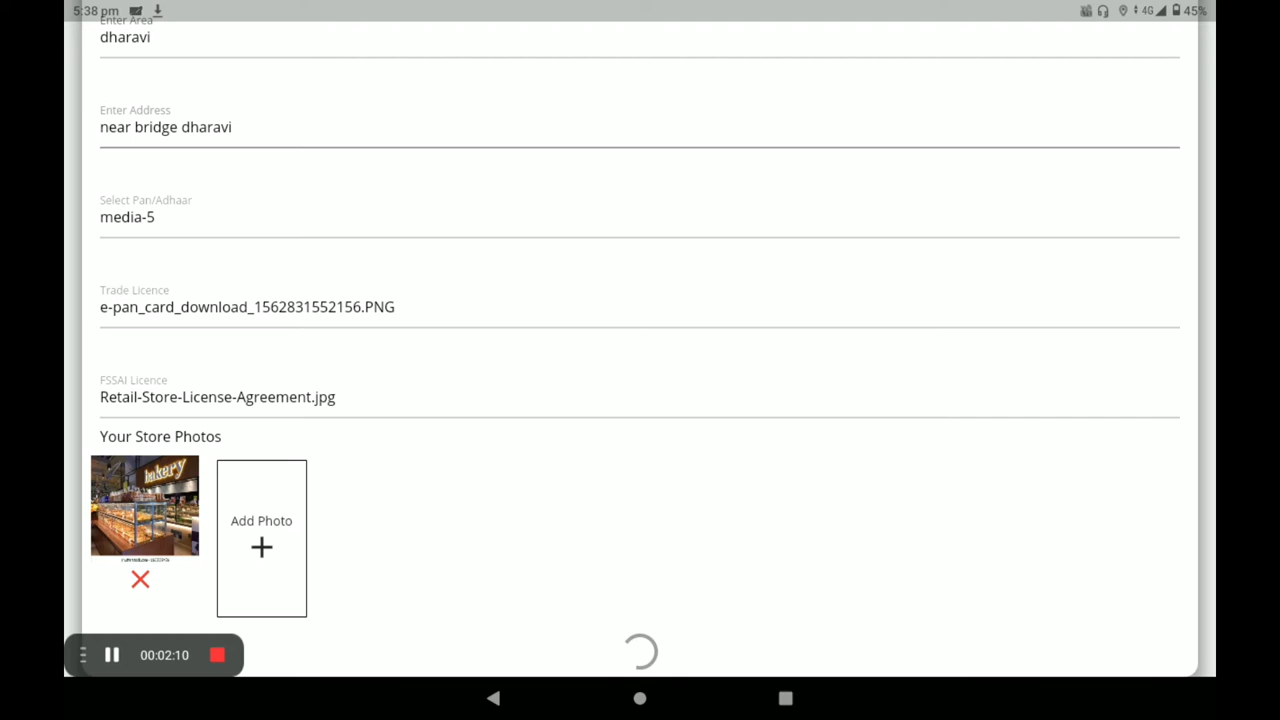 5:38 pm 4G 45%
Enter Area
dharavi
Enter Address
near bridge dharavi
Select Pan/Adhaar
media-5
Trade Licence
e-pan_card_download_1562831552156.PNG
FSSAI Licence
Retail-Store-License-Agreement.jpg
Your Store Photos
bakery
Add Photo
00:02:10